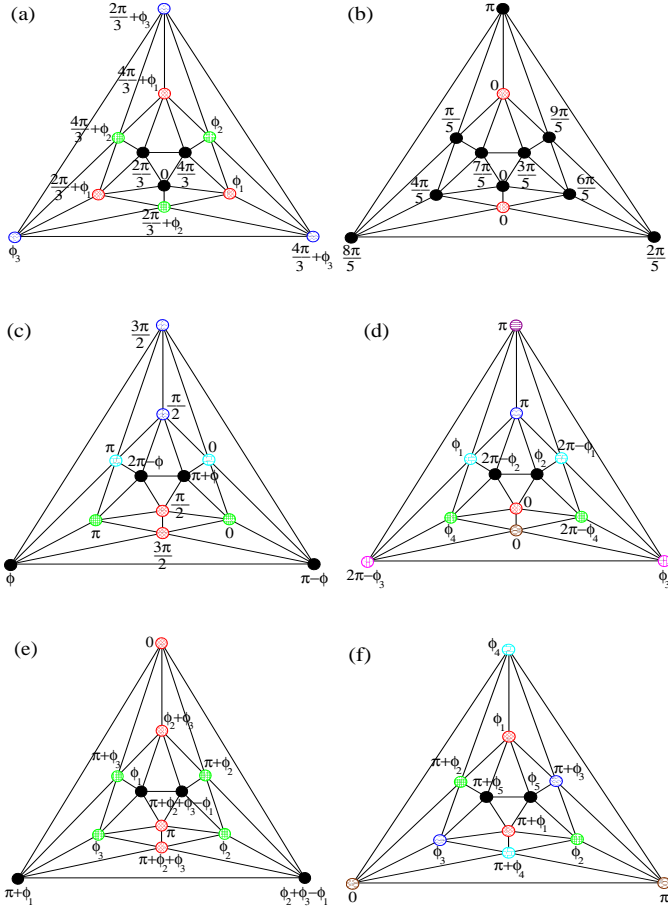 (a)
2π/3+ϕ₃
4π/3+ϕ₁
4π/3+ϕ₂
ϕ₂
2π/3
0
4π/3
2π/3+ϕ₁
ϕ₁
2π/3+ϕ₂
ϕ₃
4π/3+ϕ₃
(b)
π
0
π/5
9π/5
7π/5
0
3π/5
4π/5
6π/5
0
8π/5
2π/5
(c)
3π/2
π/2
π
0
2π−ϕ
π+ϕ
π/2
π
0
3π/2
ϕ
π−ϕ
(d)
π
π
ϕ₁
2π−ϕ₂
ϕ₂
2π−ϕ₁
0
ϕ₄
0
2π−ϕ₄
2π−ϕ₃
ϕ₃
(e)
0
ϕ₂+ϕ₃
π+ϕ₃
π+ϕ₂
ϕ₁
π+ϕ₂+ϕ₃−ϕ₁
π
ϕ₃
ϕ₂
π+ϕ₂+ϕ₃
π+ϕ₁
ϕ₂+ϕ₃−ϕ₁
(f)
ϕ₄
ϕ₁
π+ϕ₂
π+ϕ₃
π+ϕ₅
ϕ₅
π+ϕ₁
ϕ₃
ϕ₂
π+ϕ₄
0
π